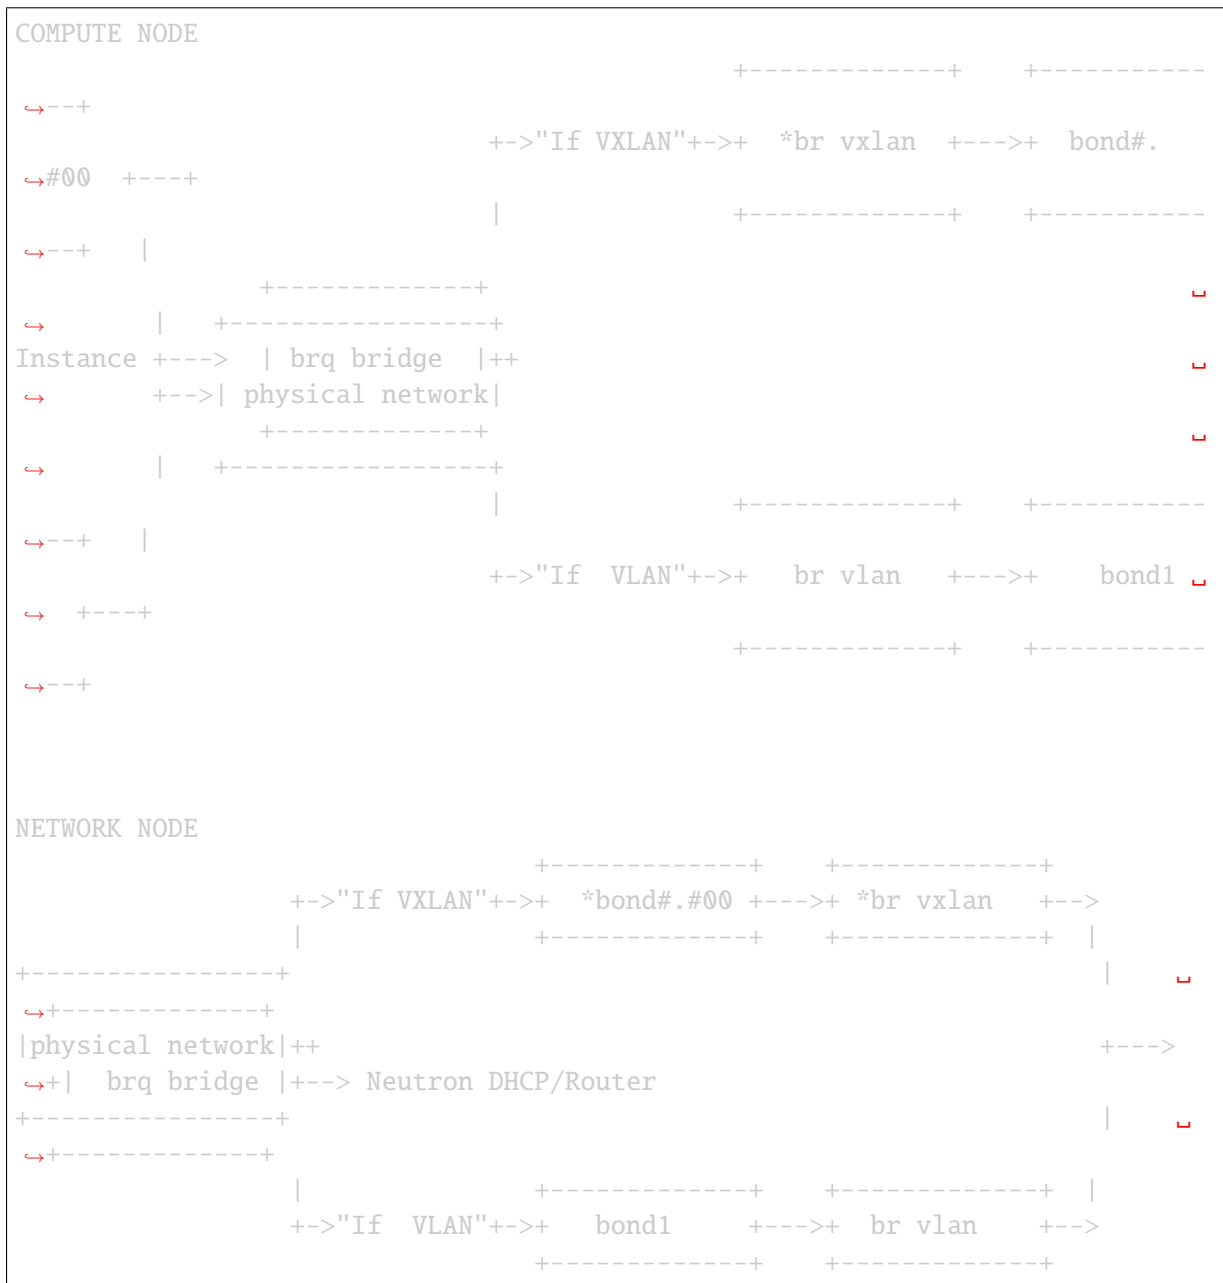 COMPUTE NODE
+-------------+    +-----------
↪--+
+->"If VXLAN"+->+  *br vxlan  +--->+  bond#.
↪#00  +----+
|               +-------------+    +-----------
↪--+   |
+--------------+ ␣
↪       |   +-----------------+
Instance +--->  | brq bridge  |++ ␣
↪       +-->| physical network|
+--------------+ ␣
↪       |   +-----------------+
|               +-------------+    +-----------
↪--+   |
+->"If  VLAN"+->+   br vlan   +--->+    bond1 ␣
↪  +----+
+-------------+    +-----------
↪--+
NETWORK NODE
+--------------+    +-------------+
+->"If VXLAN"+->+  *bond#.#00 +--->+ *br vxlan   +-->
|               +--------------+    +-------------+  |
+-----------------+ | ␣
↪+--------------+
|physical network|++ +--->
↪+|  brq bridge |+--> Neutron DHCP/Router
+-----------------+ | ␣
↪+--------------+
|               +--------------+    +-------------+  |
+->"If  VLAN"+->+   bond1     +--->+  br vlan    +-->
+--------------+    +-------------+